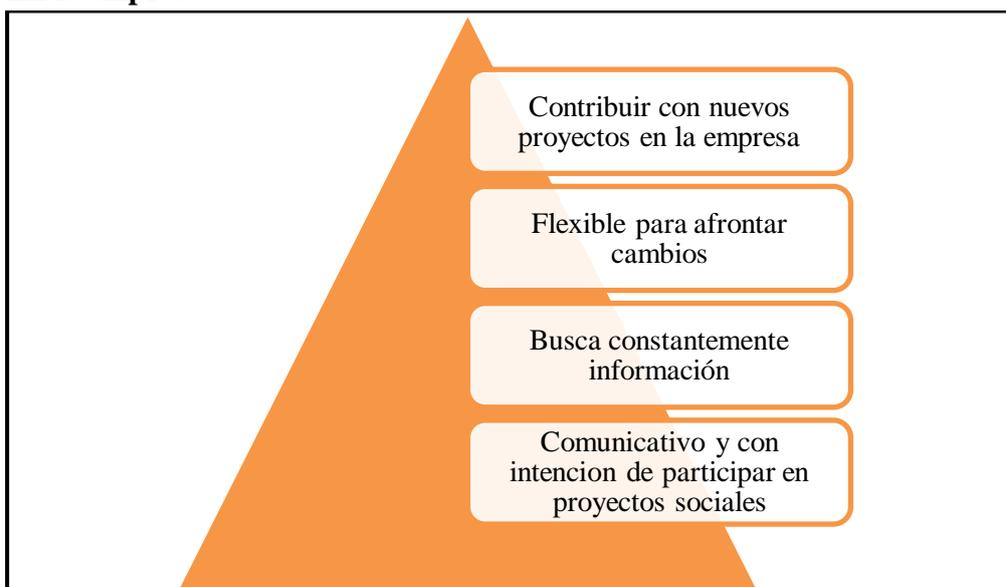 Contribuir con nuevos
proyectos en la empresa
Flexible para afrontar
cambios
Busca constantemente
información
Comunicativo y con
intencion de participar en
proyectos sociales